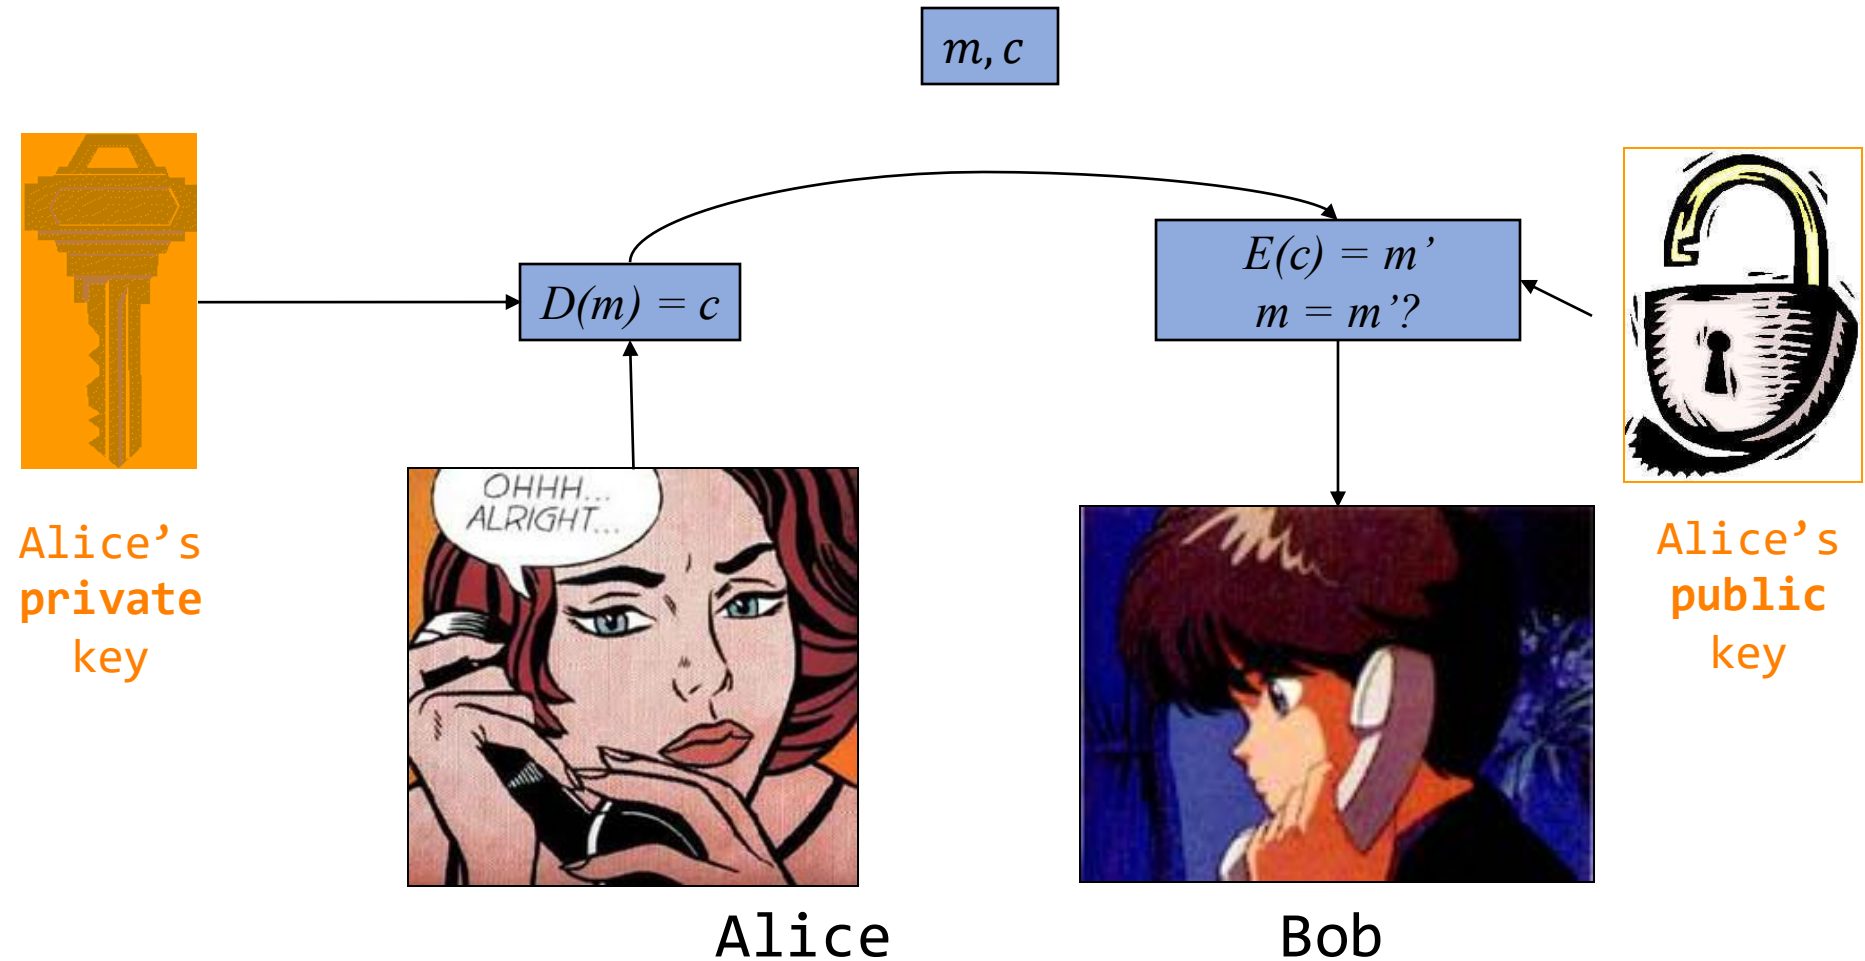 m, c
D(m) = c
E(c) = m’
m = m’?
OHHH...
ALRIGHT...
Alice’s
private
key
Alice’s
public
key
Alice
Bob